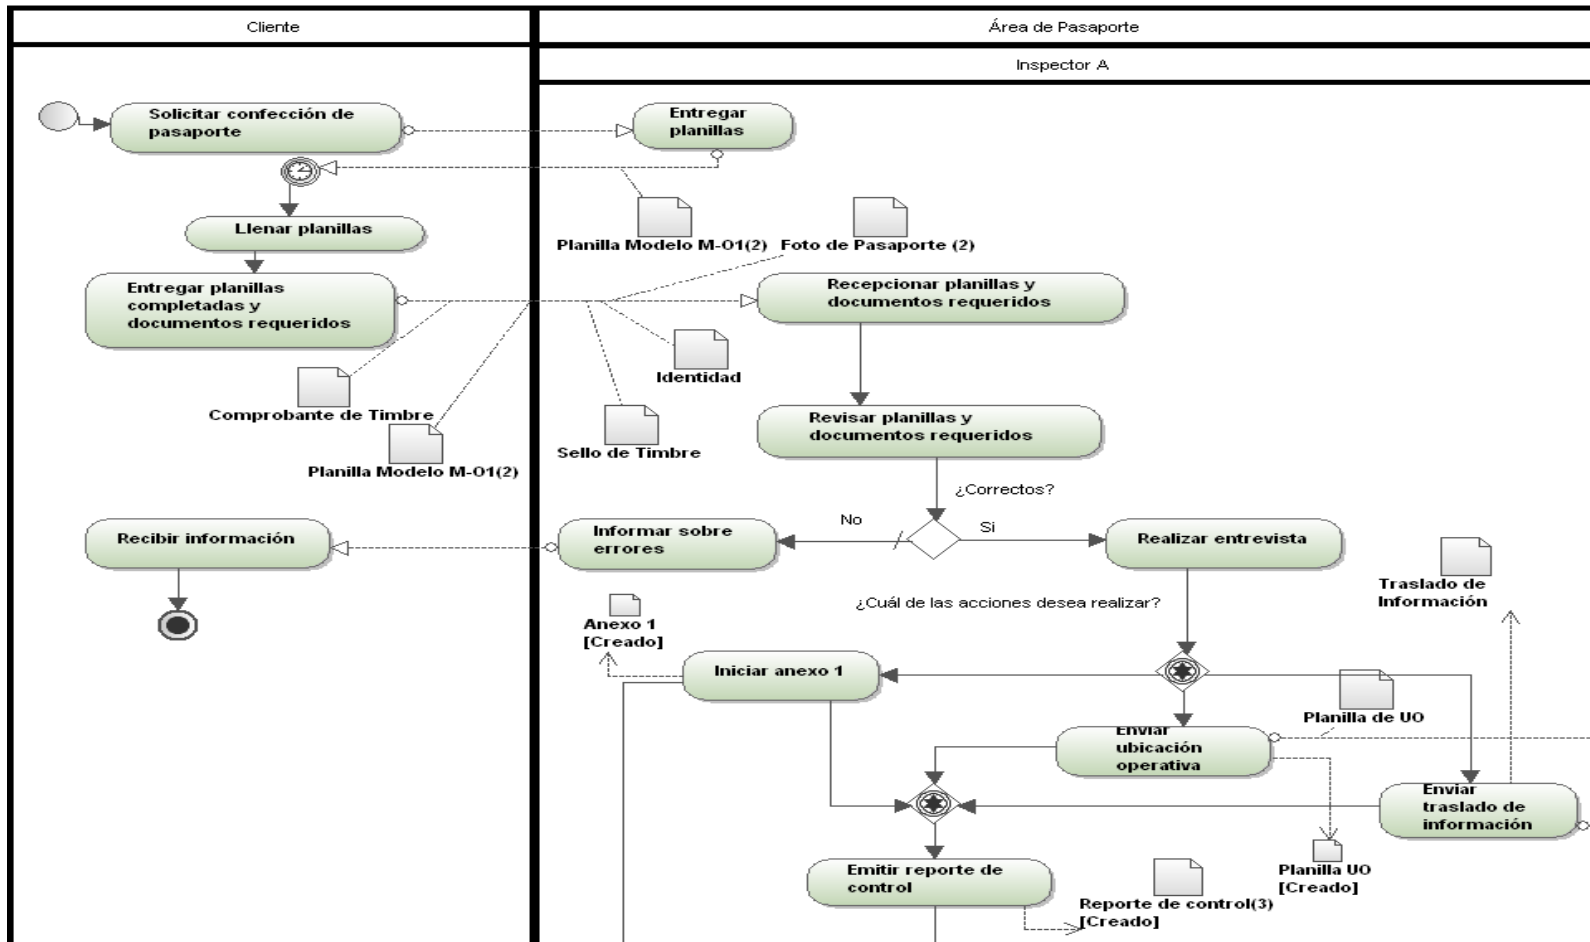 Cliente
Área de Pasaporte
Inspector A
Solicitar confección de
pasaporte
Entregar
planillas
Llenar planillas
Planilla Modelo M-01(2)
Foto de Pasaporte (2)
Entregar planillas
completadas y
documentos requeridos
Recepcionar planillas y
documentos requeridos
Identidad
Comprobante de Timbre
Planilla Modelo M-01(2)
Sello de Timbre
Revisar planillas y
documentos requeridos
¿Correctos?
No
Si
Recibir información
Informar sobre
errores
Realizar entrevista
Traslado de
Información
¿Cuál de las acciones desea realizar?
Anexo 1
[Creado]
Iniciar anexo 1
Planilla de UO
Enviar
ubicación
operativa
Enviar
traslado de
información
Emitir reporte de
control
Planilla UO
[Creado]
Reporte de control(3)
[Creado]